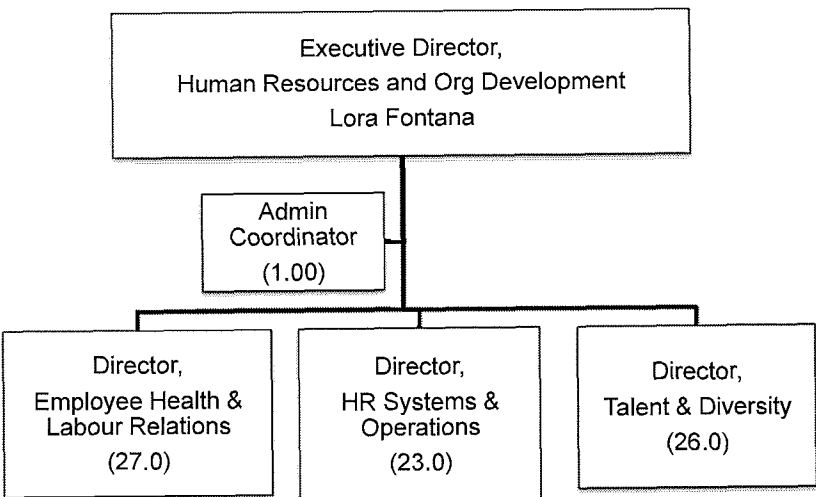 Executive Director,
Human Resources and Org Development
Lora Fontana
Admin
Coordinator
(1.00)
Director,
Employee Health &
Labour Relations
(27.0)
Director,
HR Systems &
Operations
(23.0)
Director,
Talent & Diversity
(26.0)